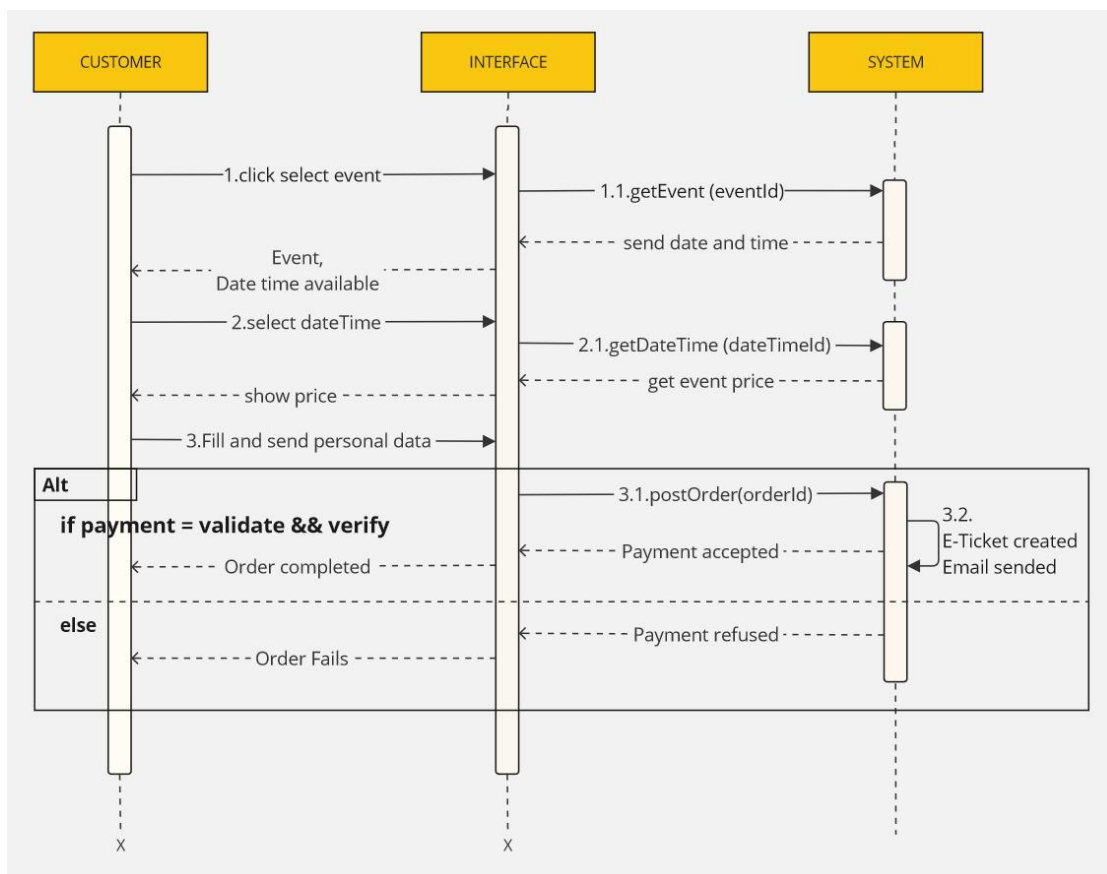 CUSTOMER
INTERFACE
SYSTEM
1.click select event
1.1.getEvent (eventId)
send date and time
Event,
Date time available
2.select dateTime
2.1.getDateTime (dateTimeId)
get event price
show price
3.Fill and send personal data
Alt
3.1.postOrder(orderId)
if payment = validate && verify
3.2.
E-Ticket created
Email sended
Payment accepted
Order completed
else
Payment refused
Order Fails
X
X